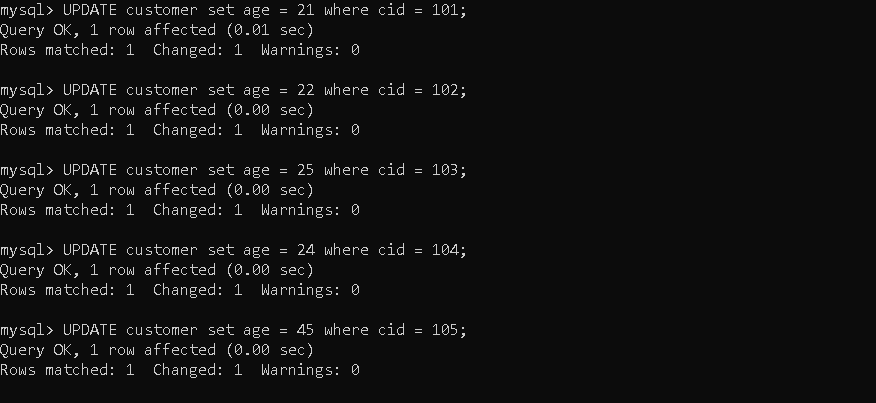 mysql> UPDATE customer set age = 21 where cid = 101;
Query OK, 1 row affected (0.01 sec)
Rows matched: 1  Changed: 1  Warnings: 0
mysql> UPDATE customer set age = 22 where cid = 102;
Query OK, 1 row affected (0.00 sec)
Rows matched: 1  Changed: 1  Warnings: 0
mysql> UPDATE customer set age = 25 where cid = 103;
Query OK, 1 row affected (0.00 sec)
Rows matched: 1  Changed: 1  Warnings: 0
mysql> UPDATE customer set age = 24 where cid = 104;
Query OK, 1 row affected (0.00 sec)
Rows matched: 1  Changed: 1  Warnings: 0
mysql> UPDATE customer set age = 45 where cid = 105;
Query OK, 1 row affected (0.00 sec)
Rows matched: 1  Changed: 1  Warnings: 0